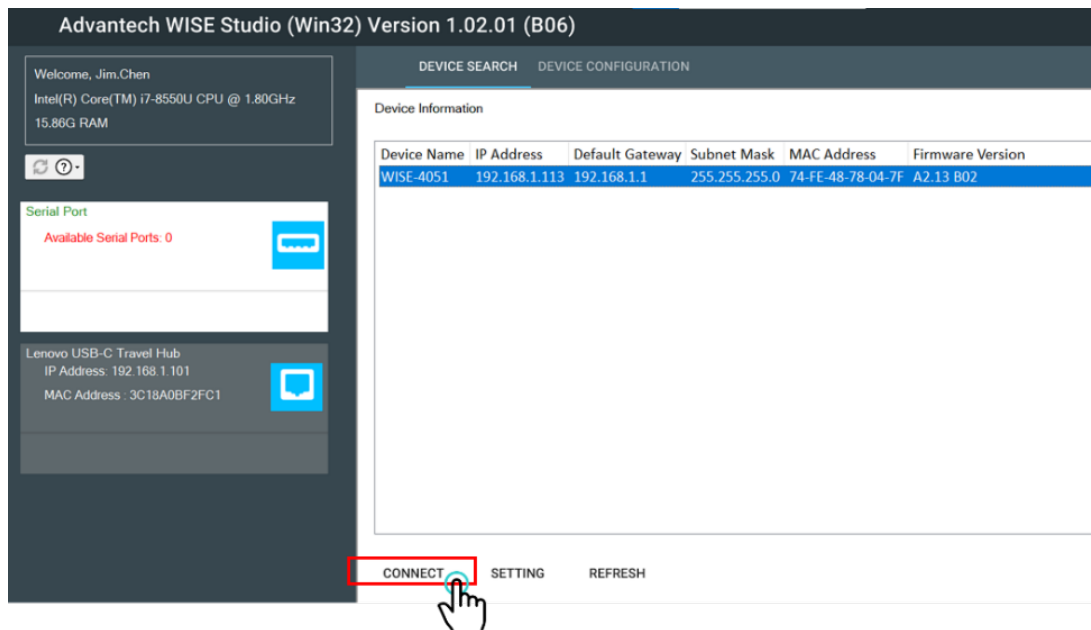 Advantech WISE Studio (Win32) Version 1.02.01 (B06)
Welcome, Jim.Chen
Intel(R) Core(TM) i7-8550U CPU @ 1.80GHz
15.86G RAM
Serial Port
Available Serial Ports: 0
Lenovo USB-C Travel Hub
IP Address: 192.168.1.101
MAC Address : 3C18A0BF2FC1
DEVICE SEARCH DEVICE CONFIGURATION
Device Information
Device Name IP Address Default Gateway Subnet Mask MAC Address Firmware Version
WISE-4051 192.168.1.113 192.168.1.1 255.255.255.0 74-FE-48-78-04-7F A2.13 B02
CONNECT SETTING REFRESH